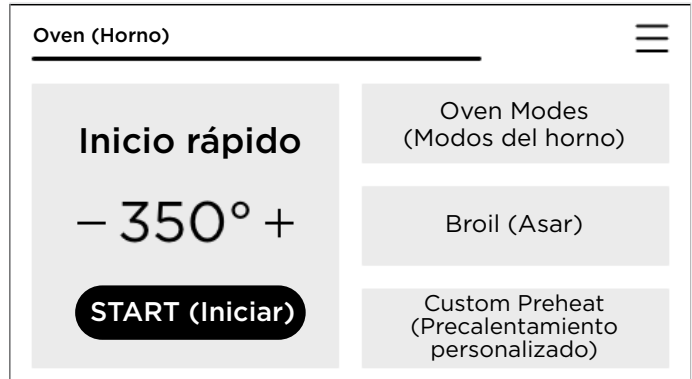 Oven (Horno)
Inicio rápido
− 350° +
START (Iniciar)
Oven Modes
(Modos del horno)
Broil (Asar)
Custom Preheat
(Precalentamiento
personalizado)